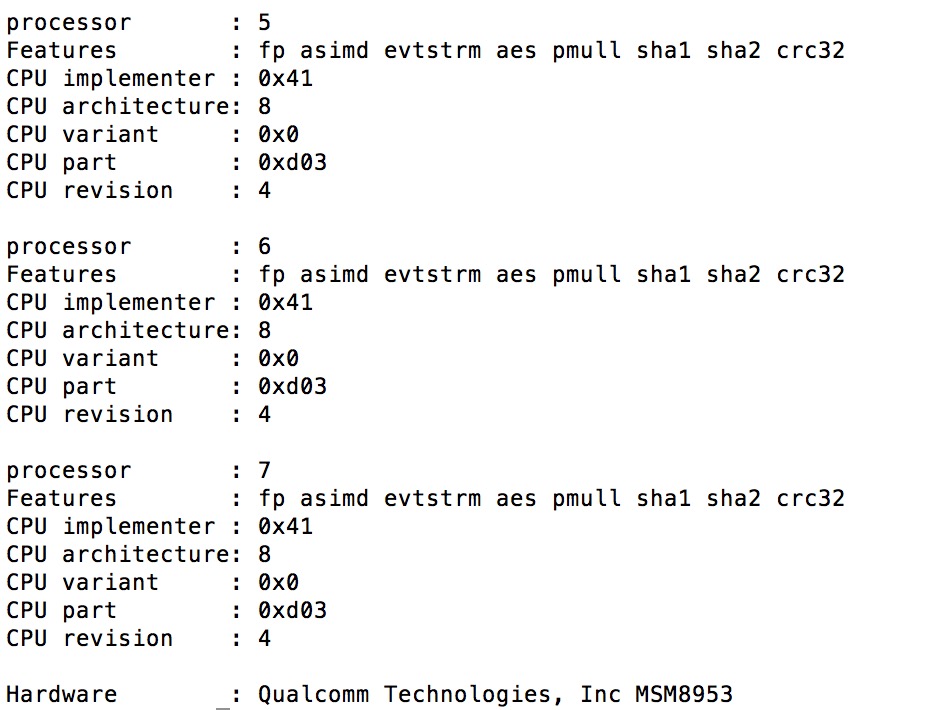 processor       : 5
Features        : fp asimd evtstrm aes pmull sha1 sha2 crc32
CPU implementer : 0x41
CPU architecture: 8
CPU variant     : 0x0
CPU part        : 0xd03
CPU revision    : 4

processor       : 6
Features        : fp asimd evtstrm aes pmull sha1 sha2 crc32
CPU implementer : 0x41
CPU architecture: 8
CPU variant     : 0x0
CPU part        : 0xd03
CPU revision    : 4

processor       : 7
Features        : fp asimd evtstrm aes pmull sha1 sha2 crc32
CPU implementer : 0x41
CPU architecture: 8
CPU variant     : 0x0
CPU part        : 0xd03
CPU revision    : 4

Hardware        : Qualcomm Technologies, Inc MSM8953